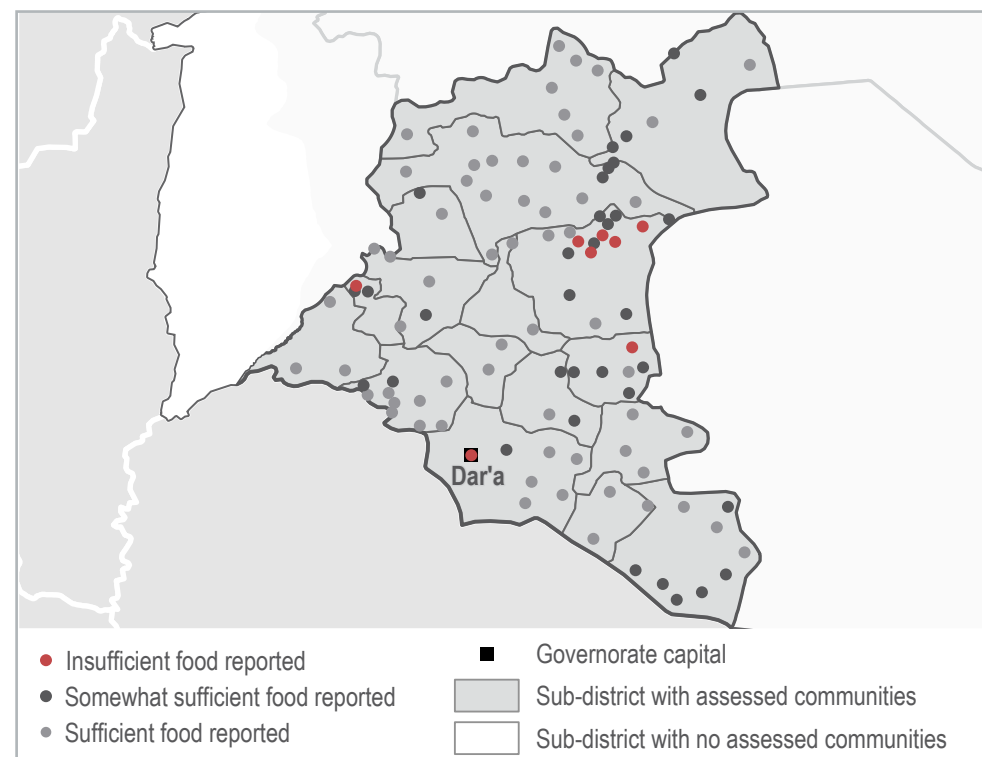 Dar'a
Insufficient food reported
Somewhat sufficient food reported
Sufficient food reported
Governorate capital
Sub-district with assessed communities
Sub-district with no assessed communities